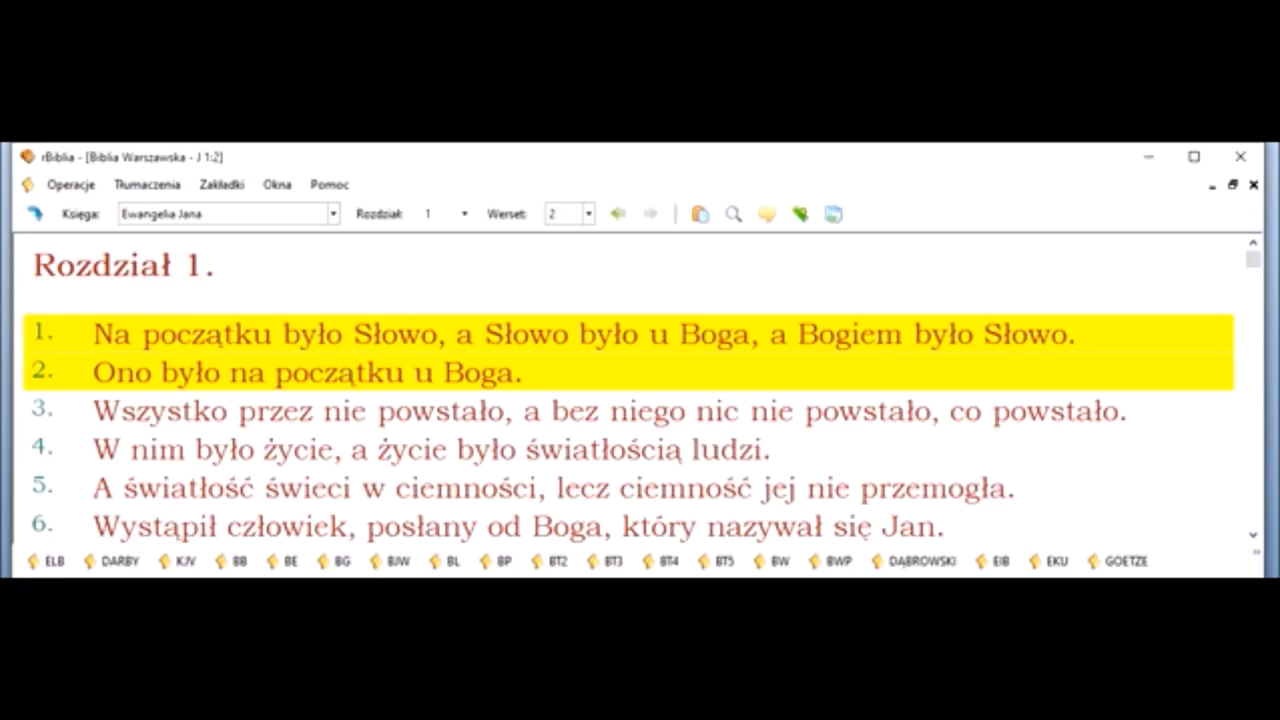 rBiblia - [Biblia Warszawska - J 1:2]
Operacje Tłumaczenia Zakładki Okna Pomoc
Księga: Ewangelia Jana Rozdział: 1 Werset: 2
Rozdział 1.
1. Na początku było Słowo, a Słowo było u Boga, a Bogiem było Słowo.
2. Ono było na początku u Boga.
3. Wszystko przez nie powstało, a bez niego nic nie powstało, co powstało.
4. W nim było życie, a życie było światłością ludzi.
5. A światłość świeci w ciemności, lecz ciemność jej nie przemogła.
6. Wystąpił człowiek, posłany od Boga, który nazywał się Jan.
ELB DARBY KJV BB BE BG BJW BL BP BT2 BT3 BT4 BT5 BW BWP DĄBROWSKI EIB EKU GOETZE